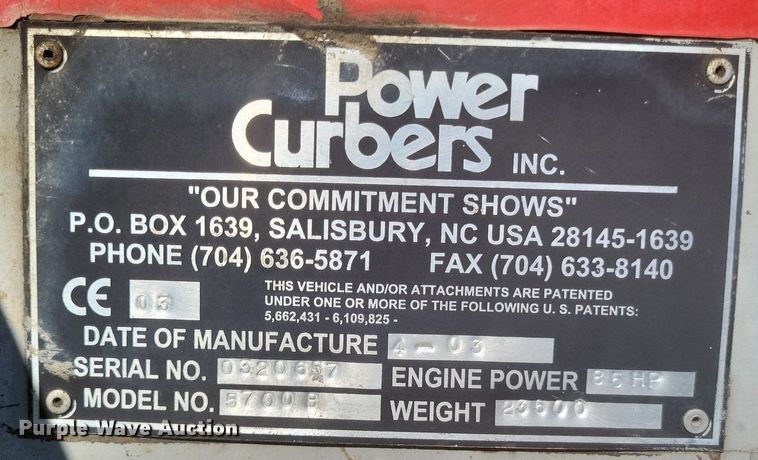 Power
Curbers INC.
"OUR COMMITMENT SHOWS"
P.O. BOX 1639, SALISBURY, NC USA 28145-1639
PHONE (704) 636-5871 FAX (704) 633-8140
CE 03 THIS VEHICLE AND/OR ATTACHMENTS ARE PATENTED
UNDER ONE OR MORE OF THE FOLLOWING U.S. PATENTS:
5,662,431 - 6,109,825 -
DATE OF MANUFACTURE 4-03
SERIAL NO. ENGINE POWER
MODEL NO. 5700B WEIGHT 23500
Purple Wave Auction